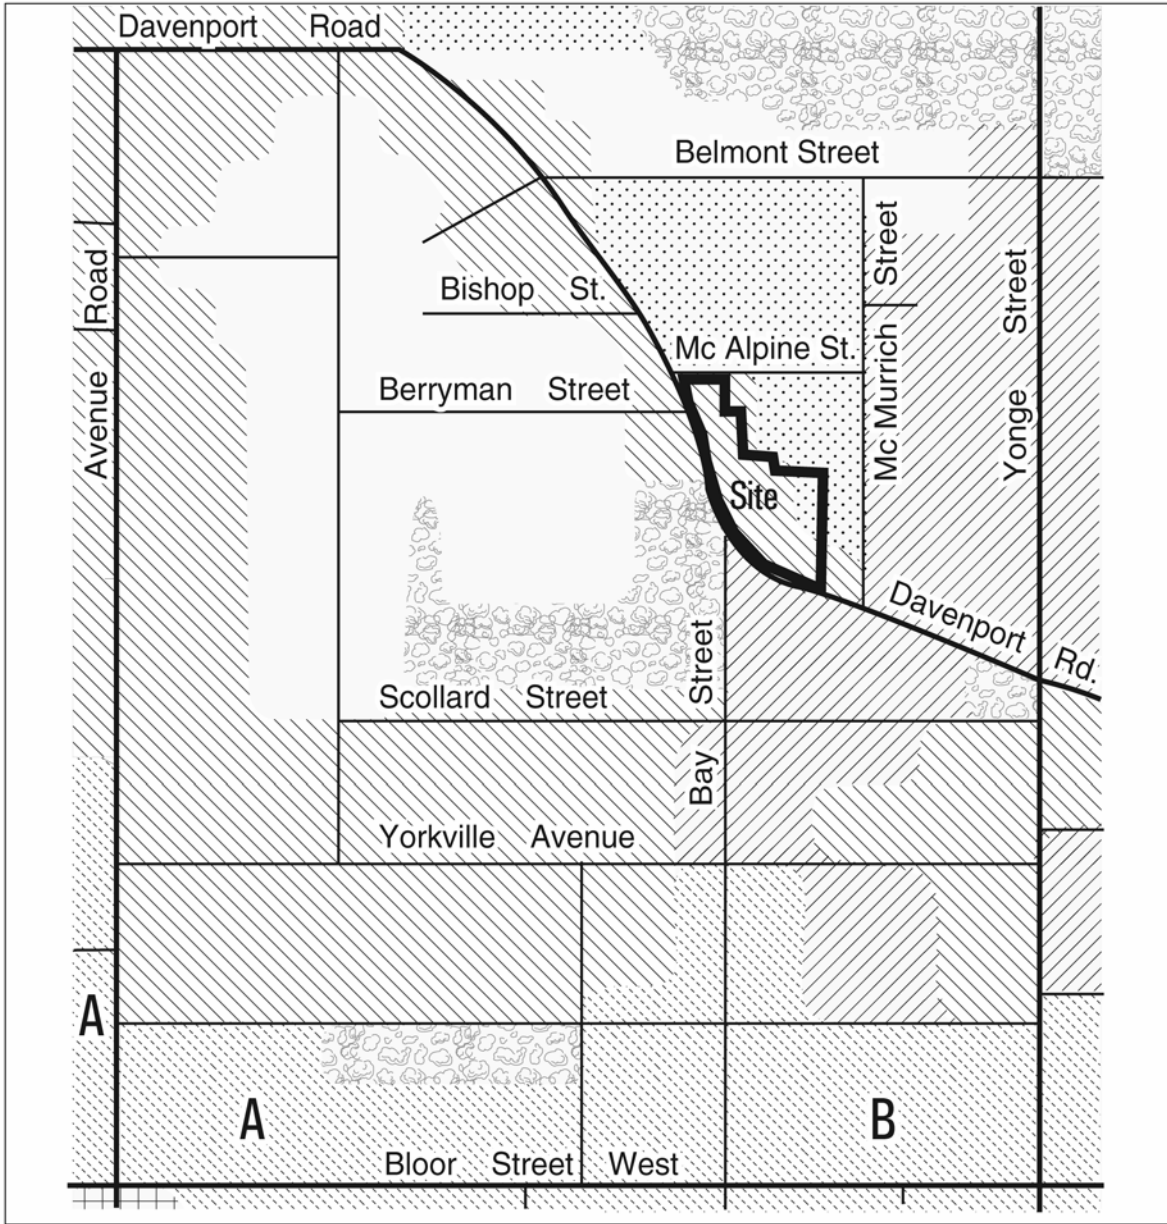 Davenport Road
Belmont Street
Street
Road
Street
Bishop St.
Mc Alpine St.
Mc Murrich
Berryman Street
Avenue
Yonge
Site
Davenport
Rd.
Street
Scollard Street
Bay
Yorkville Avenue
A
A
B
Bloor Street West